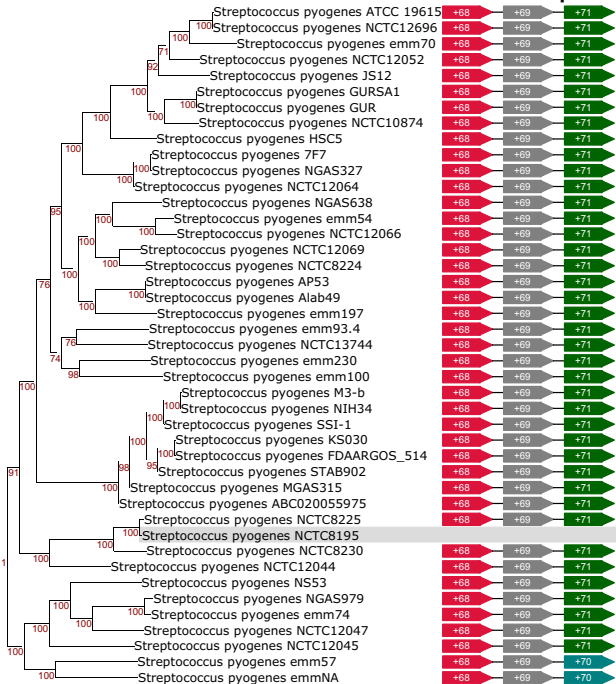 Streptococcus pyogenes ATCC 19615 +68 +69 +71
100 Streptococcus pyogenes NCTC12696 +68 +69 +71
100 Streptococcus pyogenes emm70 +68 +69 +71
71 Streptococcus pyogenes NCTC12052 +68 +69 +71
92 Streptococcus pyogenes JS12 +68 +69 +71
100 Streptococcus pyogenes GURSA1 +68 +69 +71
100 Streptococcus pyogenes GUR +68 +69 +71
100 Streptococcus pyogenes NCTC10874 +68 +69 +71
100 Streptococcus pyogenes HSC5 +68 +69 +71
Streptococcus pyogenes 7F7 +68 +69 +71
100 100 Streptococcus pyogenes NGAS327 +68 +69 +71
Streptococcus pyogenes NCTC12064 +68 +69 +71
95 Streptococcus pyogenes NGAS638 +68 +69 +71
Streptococcus pyogenes emm54 +68 +69 +71
100 100 Streptococcus pyogenes NCTC12066 +68 +69 +71
Streptococcus pyogenes NCTC12069 +68 +69 +71
100 100 Streptococcus pyogenes NCTC8224 +68 +69 +71
76 100 Streptococcus pyogenes AP53 +68 +69 +71
100 Streptococcus pyogenes Alab49 +68 +69 +71
100 Streptococcus pyogenes emm197 +68 +69 +71
Streptococcus pyogenes emm93.4 +68 +69 +71
76 Streptococcus pyogenes NCTC13744 +68 +69 +71
74 Streptococcus pyogenes emm230 +68 +69 +71
100 98 Streptococcus pyogenes emm100 +68 +69 +71
Streptococcus pyogenes M3-b +68 +69 +71
100 Streptococcus pyogenes NIH34 +68 +69 +71
100 Streptococcus pyogenes SSI-1 +68 +69 +71
100 Streptococcus pyogenes KS030 +68 +69 +71
100 Streptococcus pyogenes FDAARGOS_514 +68 +69 +71
91 98 95 Streptococcus pyogenes STAB902 +68 +69 +71
100 Streptococcus pyogenes MGAS315 +68 +69 +71
Streptococcus pyogenes ABC020055975 +68 +69 +71
Streptococcus pyogenes NCTC8225 +68 +69 +71
100 Streptococcus pyogenes NCTC8195
100 Streptococcus pyogenes NCTC8230 +68 +69 +71
1 100 Streptococcus pyogenes NCTC12044 +68 +69 +71
Streptococcus pyogenes NS53 +68 +69 +71
Streptococcus pyogenes NGAS979 +68 +69 +71
100 100 Streptococcus pyogenes emm74 +68 +69 +71
100 Streptococcus pyogenes NCTC12047 +68 +69 +71
100 Streptococcus pyogenes NCTC12045 +68 +69 +71
Streptococcus pyogenes emm57 +68 +69 +70
100 100 Streptococcus pyogenes emmNA +68 +69 +70